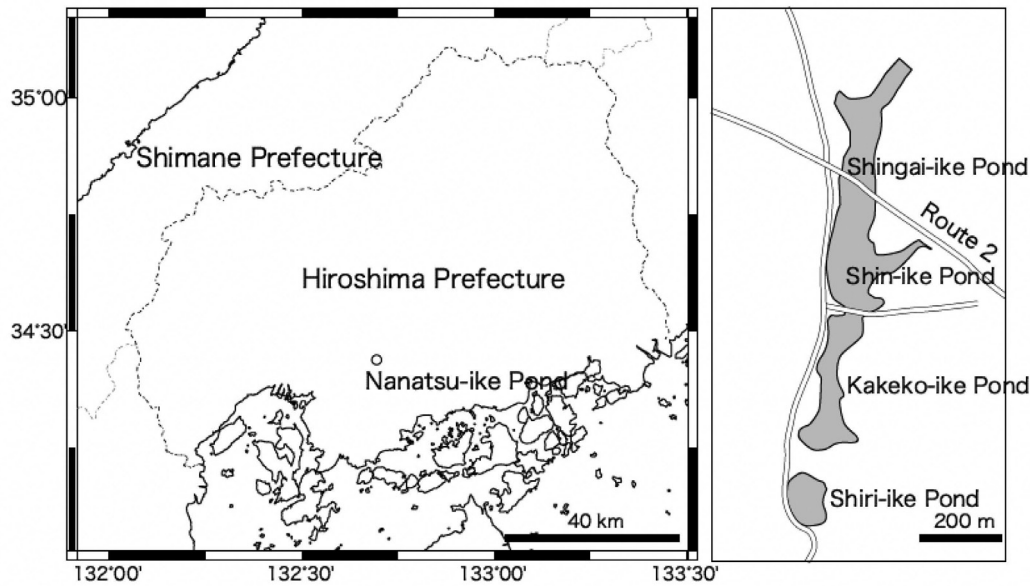 35°00'
Shimane Prefecture
Hiroshima Prefecture
34°30'
Nanatsu-ike Pond
40 km
132°00'
132°30'
133°00'
133°30'
Shingai-ike Pond
Route 2
Shin-ike Pond
Kakeko-ike Pond
Shiri-ike Pond
200 m